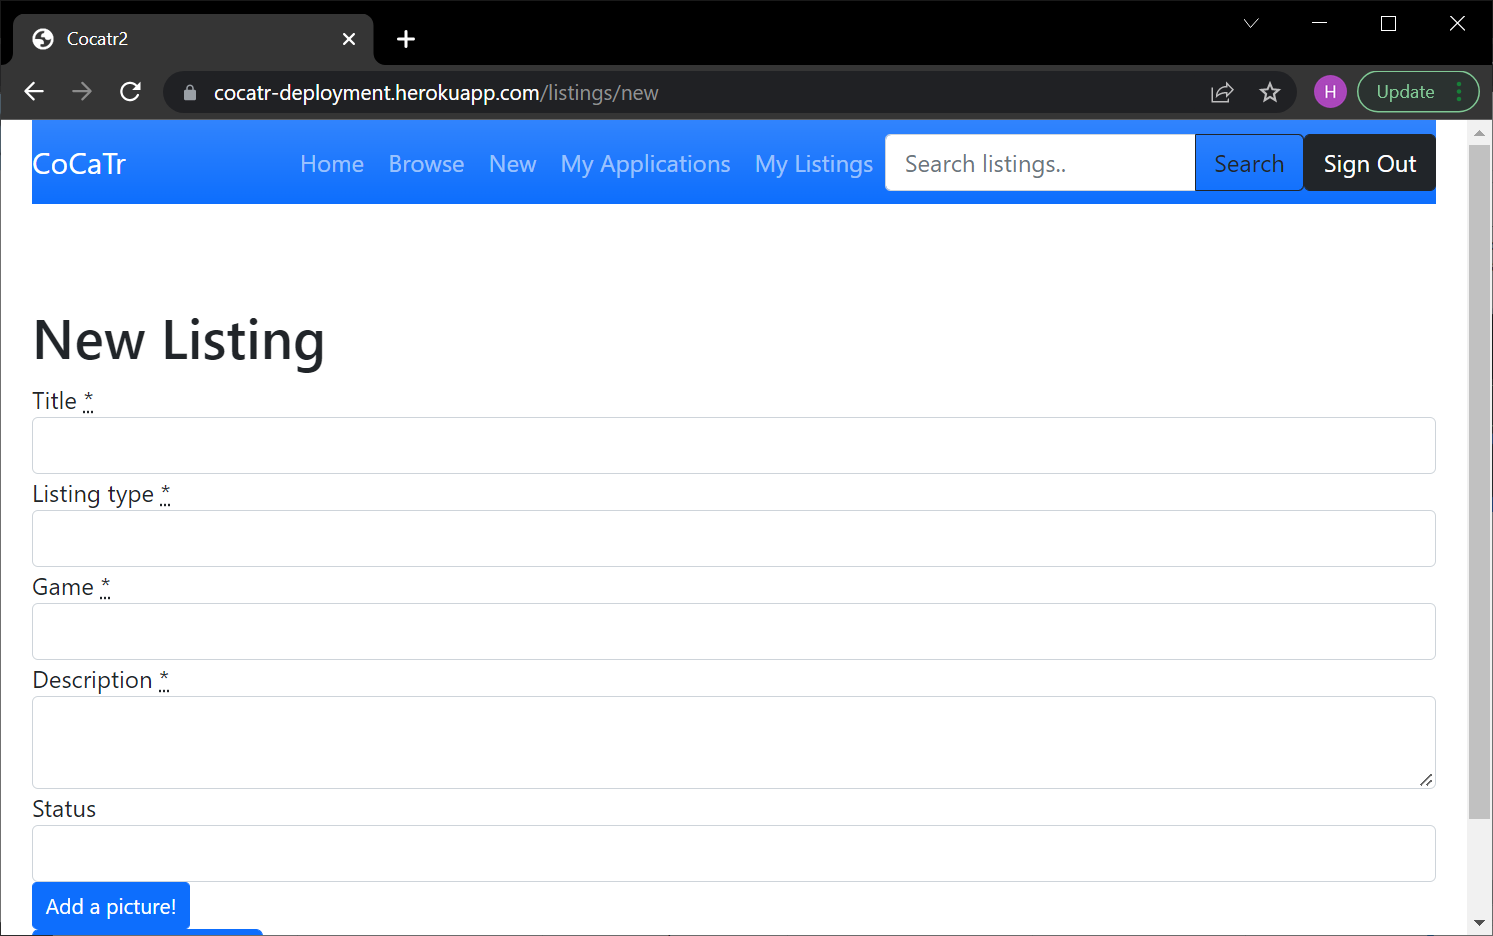 Cocatr2
cocatr-deployment.herokuapp.com/listings/new
H
Update
CoCaTr
Home
Browse
New
My Applications
My Listings
Search listings..
Search
Sign Out
New Listing
Title *
Listing type *
Game *
Description *
Status
Add a picture!